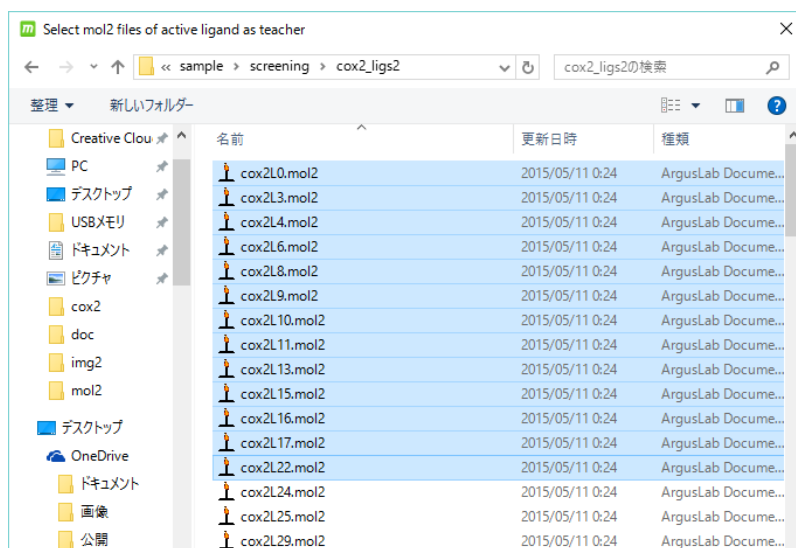 Select mol2 files of active ligand as teacher
« sample › screening › cox2_ligs2
cox2_ligs2の検索
整理 新しいフォルダー
名前 更新日時 種類
Creative Clou
PC
デスクトップ
USBメモリ
ドキュメント
ピクチャ
cox2
doc
img2
mol2
デスクトップ
OneDrive
ドキュメント
画像
公開
cox2L0.mol2 2015/05/11 0:24 ArgusLab Docume...
cox2L3.mol2 2015/05/11 0:24 ArgusLab Docume...
cox2L4.mol2 2015/05/11 0:24 ArgusLab Docume...
cox2L6.mol2 2015/05/11 0:24 ArgusLab Docume...
cox2L8.mol2 2015/05/11 0:24 ArgusLab Docume...
cox2L9.mol2 2015/05/11 0:24 ArgusLab Docume...
cox2L10.mol2 2015/05/11 0:24 ArgusLab Docume...
cox2L11.mol2 2015/05/11 0:24 ArgusLab Docume...
cox2L13.mol2 2015/05/11 0:24 ArgusLab Docume...
cox2L15.mol2 2015/05/11 0:24 ArgusLab Docume...
cox2L16.mol2 2015/05/11 0:24 ArgusLab Docume...
cox2L17.mol2 2015/05/11 0:24 ArgusLab Docume...
cox2L22.mol2 2015/05/11 0:24 ArgusLab Docume...
cox2L24.mol2 2015/05/11 0:24 ArgusLab Docume...
cox2L25.mol2 2015/05/11 0:24 ArgusLab Docume...
cox2L29.mol2 2015/05/11 0:24 ArgusLab Docume...